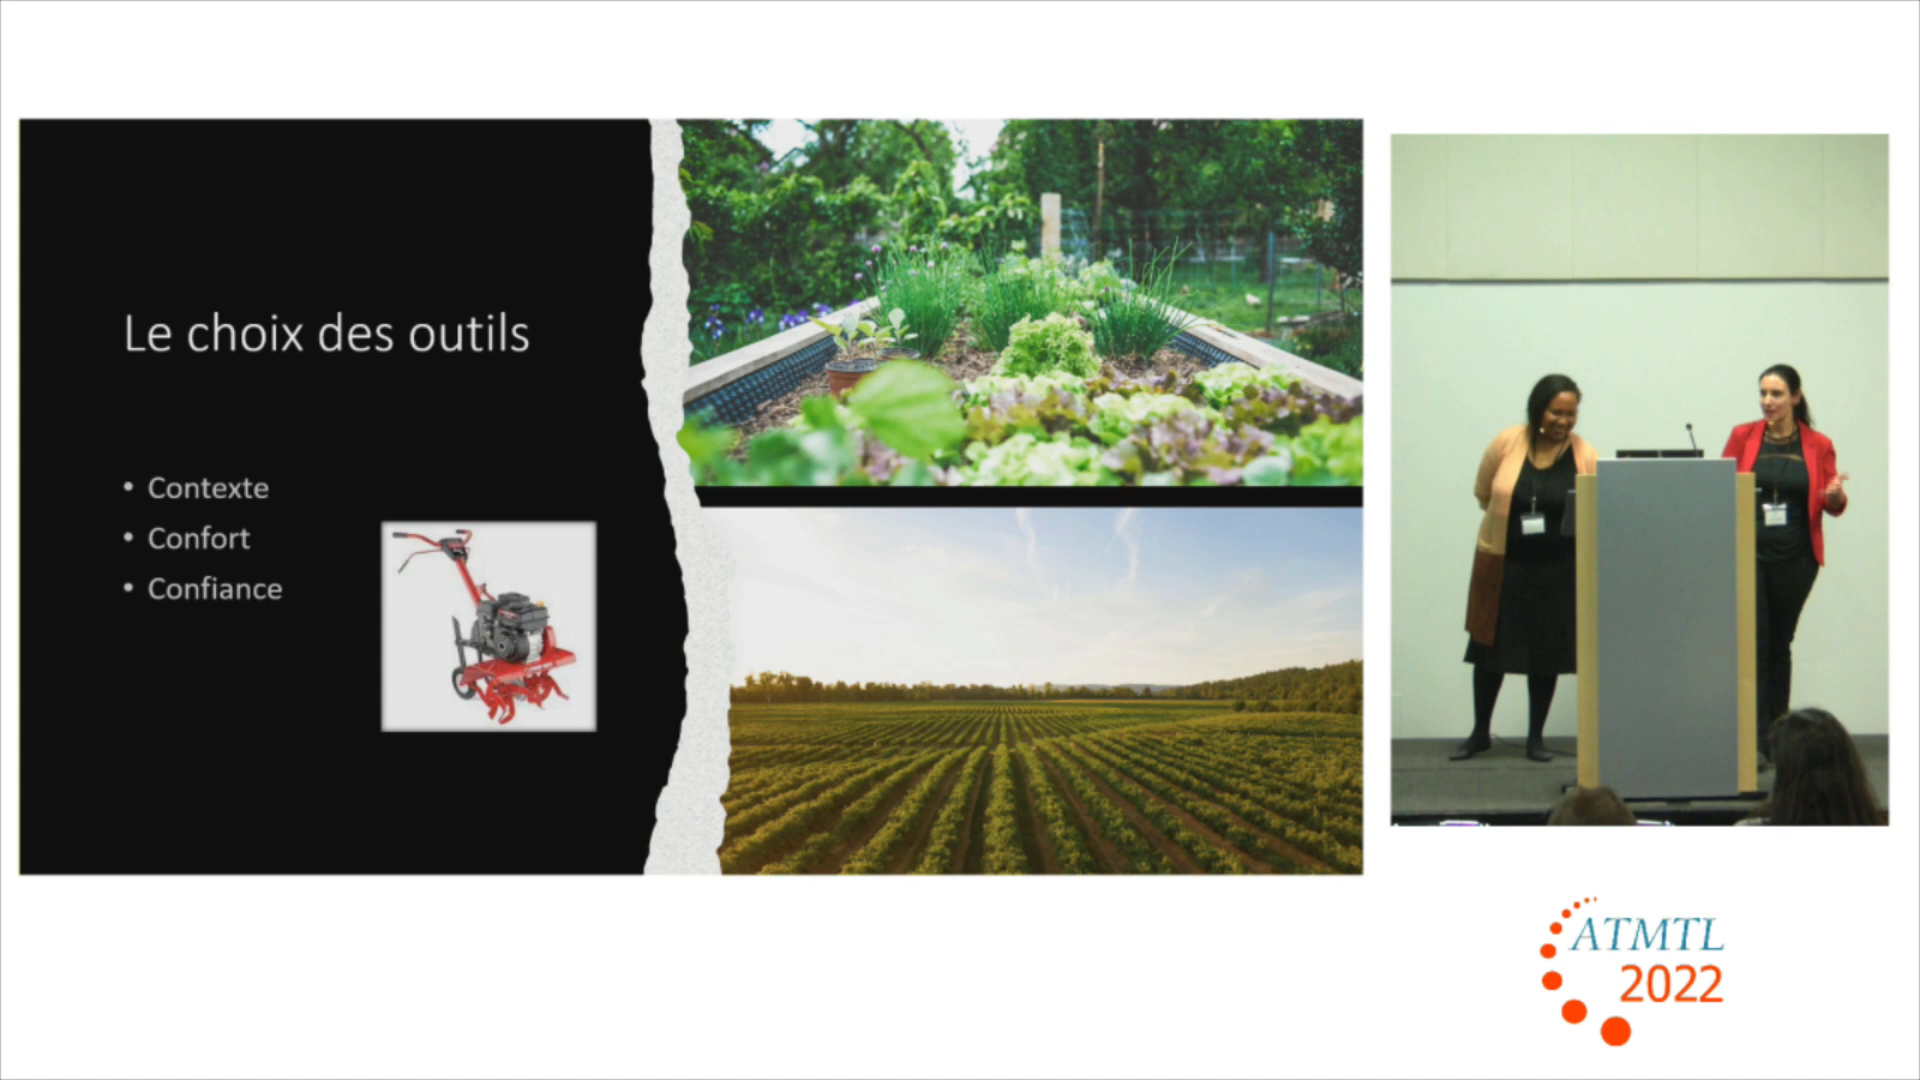 Le choix des outils
• Contexte
• Confort
• Confiance
ATMTL
2022